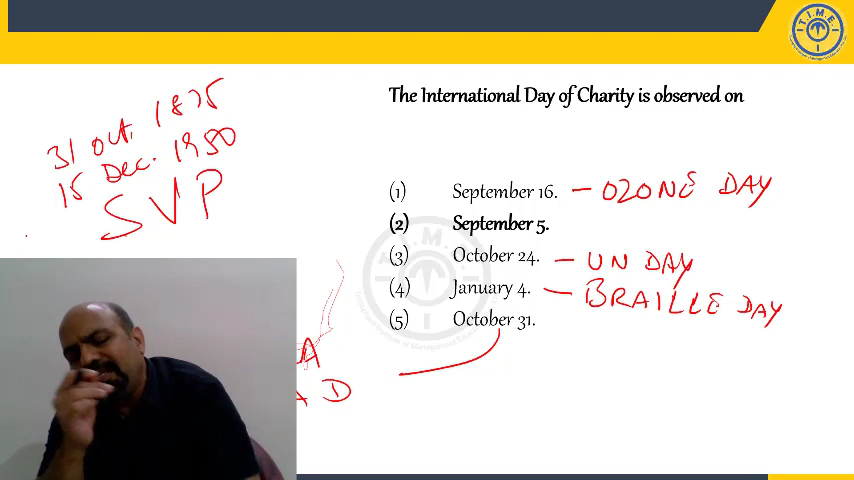 T.I.M.E.
The International Day of Charity is observed on
31 Oct. 1875
15 Dec. 1950
SVP
(1) September 16. – OZONE DAY
(2) September 5.
(3) October 24. – UN DAY
(4) January 4. – BRAILLE DAY
(5) October 31.
A
AD